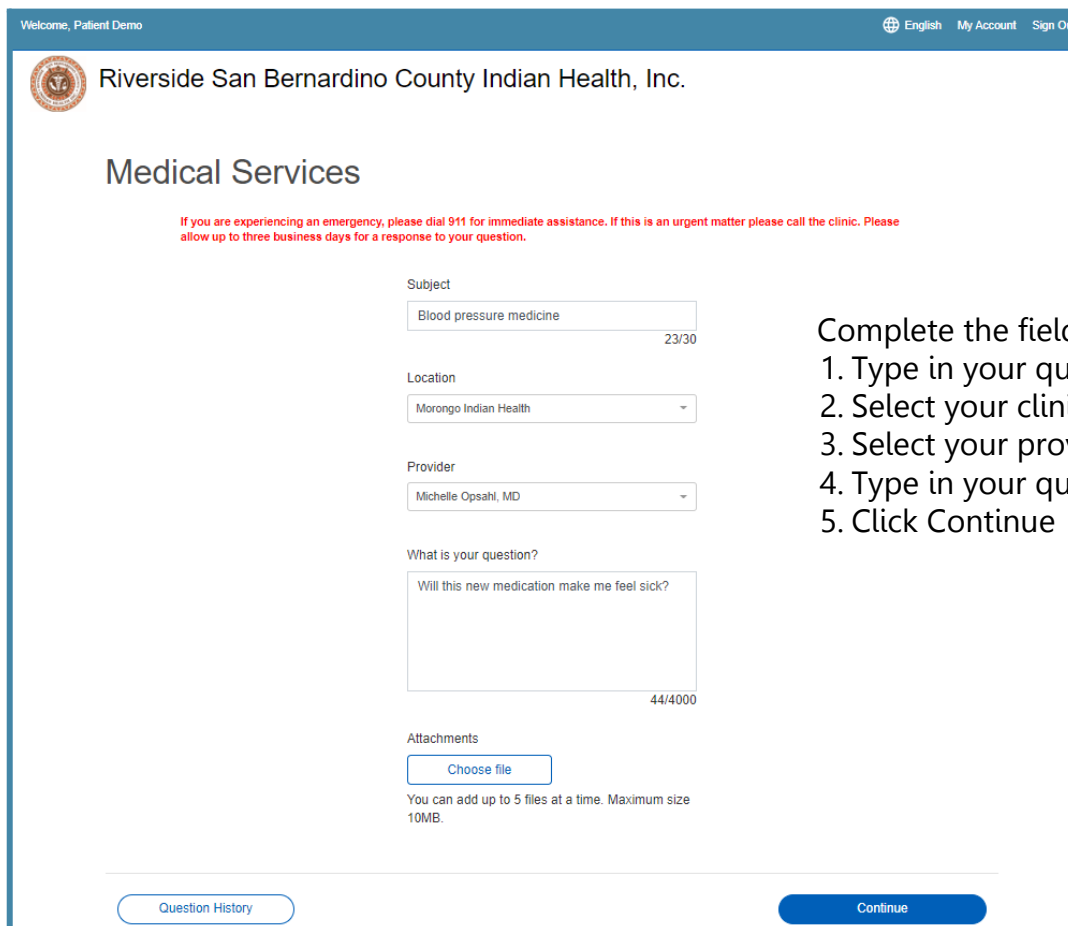 Welcome, Patient Demo
English My Account Sign
Riverside San Bernardino County Indian Health, Inc.
Medical Services
If you are experiencing an emergency, please dial 911 for immediate assistance. If this is an urgent matter please call the clinic. Please
allow up to three business days for a response to your question.
Subject
Blood pressure medicine
23/30
Location
Morongo Indian Health
Provider
Michelle Opsahl, MD
What is your question?
Will this new medication make me feel sick?
44/4000
Attachments
Choose file
You can add up to 5 files at a time. Maximum size
10MB.
Question History
Continue
Complete the
1. Type in your
2. Select your
3. Select your
4. Type in your
5. Click Continue